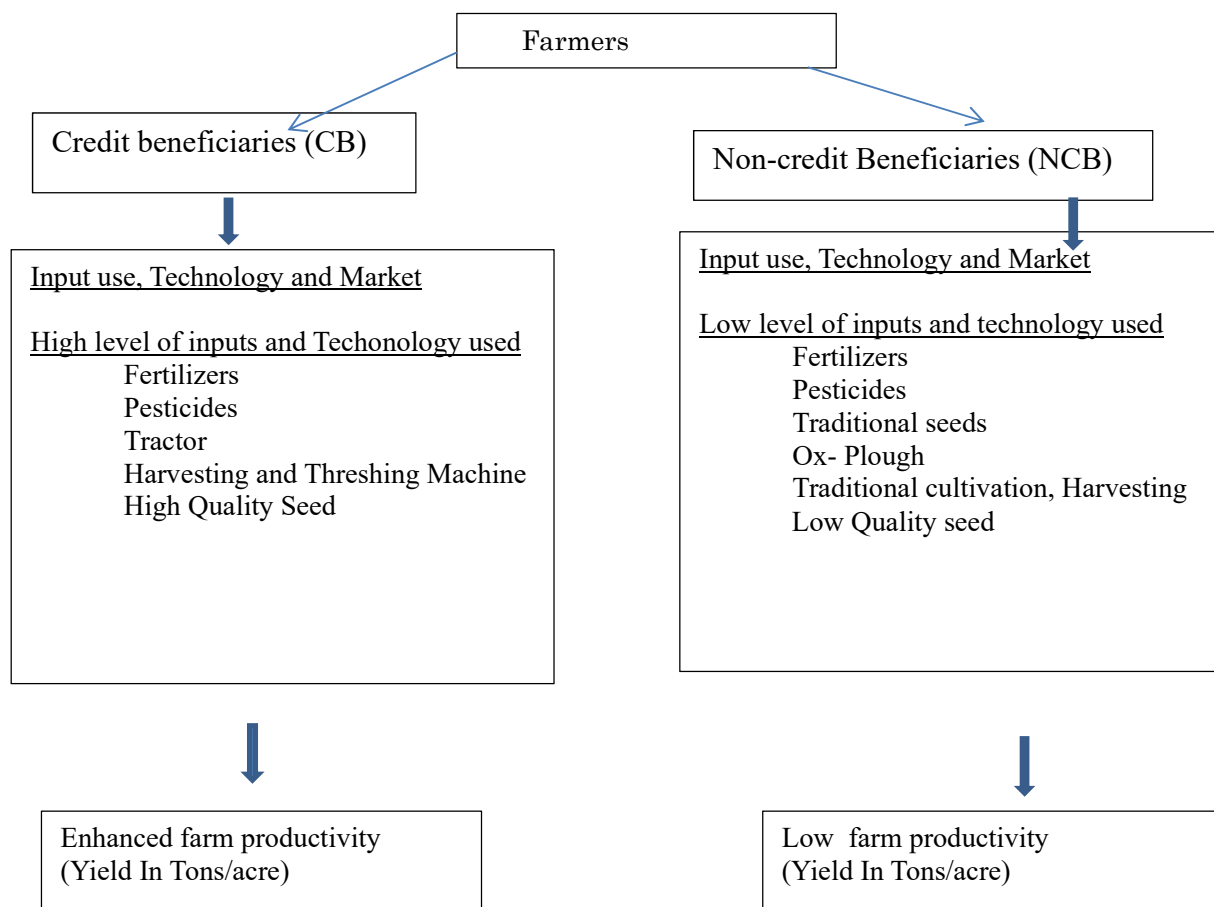 Farmers
Credit beneficiaries (CB)
Non-credit Beneficiaries (NCB)
Input use, Technology and Market
High level of inputs and Techonology used
Fertilizers
Pesticides
Tractor
Harvesting and Threshing Machine
High Quality Seed
Input use, Technology and Market
Low level of inputs and technology used
Fertilizers
Pesticides
Traditional seeds
Ox- Plough
Traditional cultivation, Harvesting
Low Quality seed
Enhanced farm productivity
(Yield In Tons/acre)
Low farm productivity
(Yield In Tons/acre)